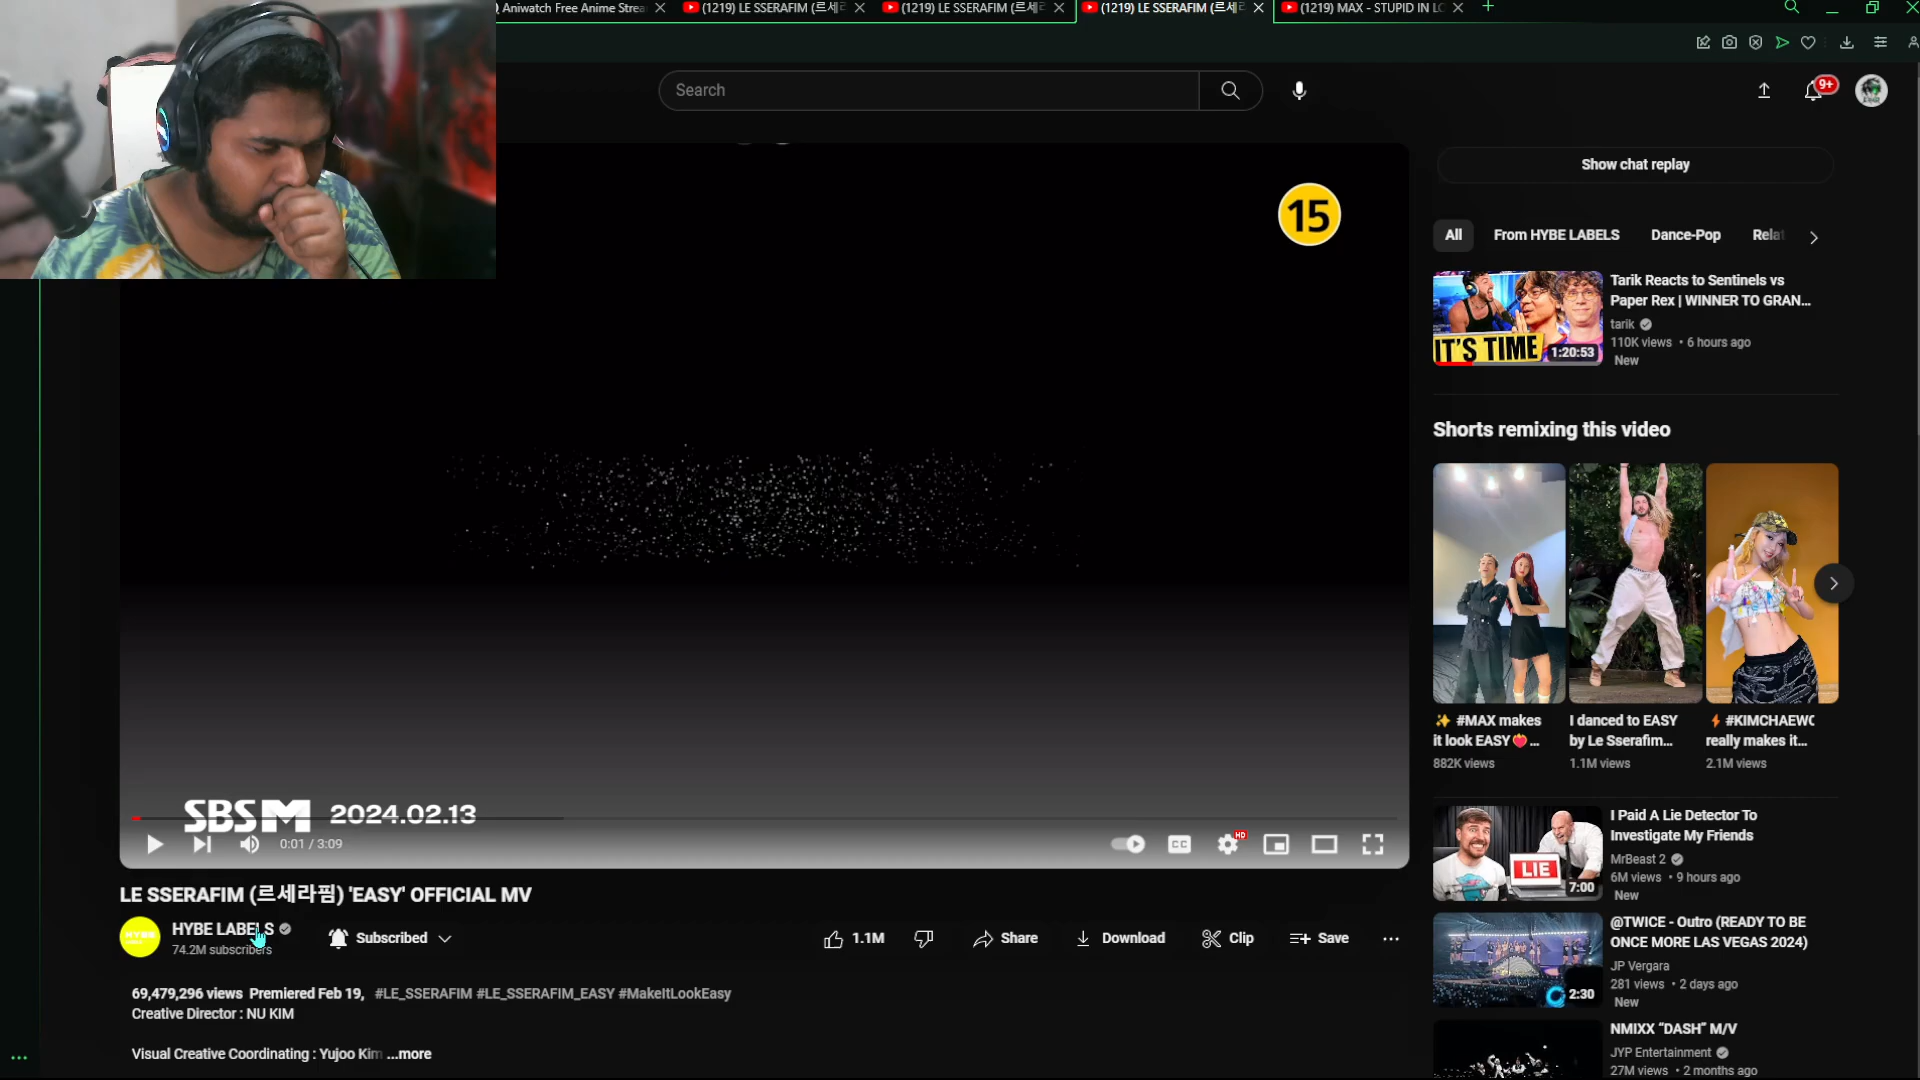 Aniwatch Free Anime Strea
(1219) LE SSERAFIM (르세라
(1219) LE SSERAFIM (르세라
(1219) LE SSERAFIM (르세라
(1219) MAX - STUPID IN LO
Search
9+
15
Show chat replay
All
From HYBE LABELS
Dance-Pop
Relat
IT'S TIME
1:20:53
Tarik Reacts to Sentinels vs
Paper Rex | WINNER TO GRAN...
tarik
110K views • 6 hours ago
New
Shorts remixing this video
✨ #MAX makes
it look EASY❤️‍🔥...
882K views
I danced to EASY
by Le Sserafim...
1.1M views
⚡ #KIMCHAEWC
really makes it...
2.1M views
SBS M 2024.02.13
0:01 / 3:09
CC
HD
LE SSERAFIM (르세라핌) 'EASY' OFFICIAL MV
HYBE
HYBE LABELS
74.2M subscribers
Subscribed
1.1M
Share
Download
Clip
Save
69,479,296 views Premiered Feb 19, #LE_SSERAFIM #LE_SSERAFIM_EASY #MakeItLookEasy
Creative Director : NU KIM
Visual Creative Coordinating : Yujoo Kim ...more
LIE
7:00
I Paid A Lie Detector To
Investigate My Friends
MrBeast 2
6M views • 9 hours ago
New
2:30
@TWICE - Outro (READY TO BE
ONCE MORE LAS VEGAS 2024)
JP Vergara
281 views • 2 days ago
New
NMIXX “DASH” M/V
JYP Entertainment
27M views • 2 months ago